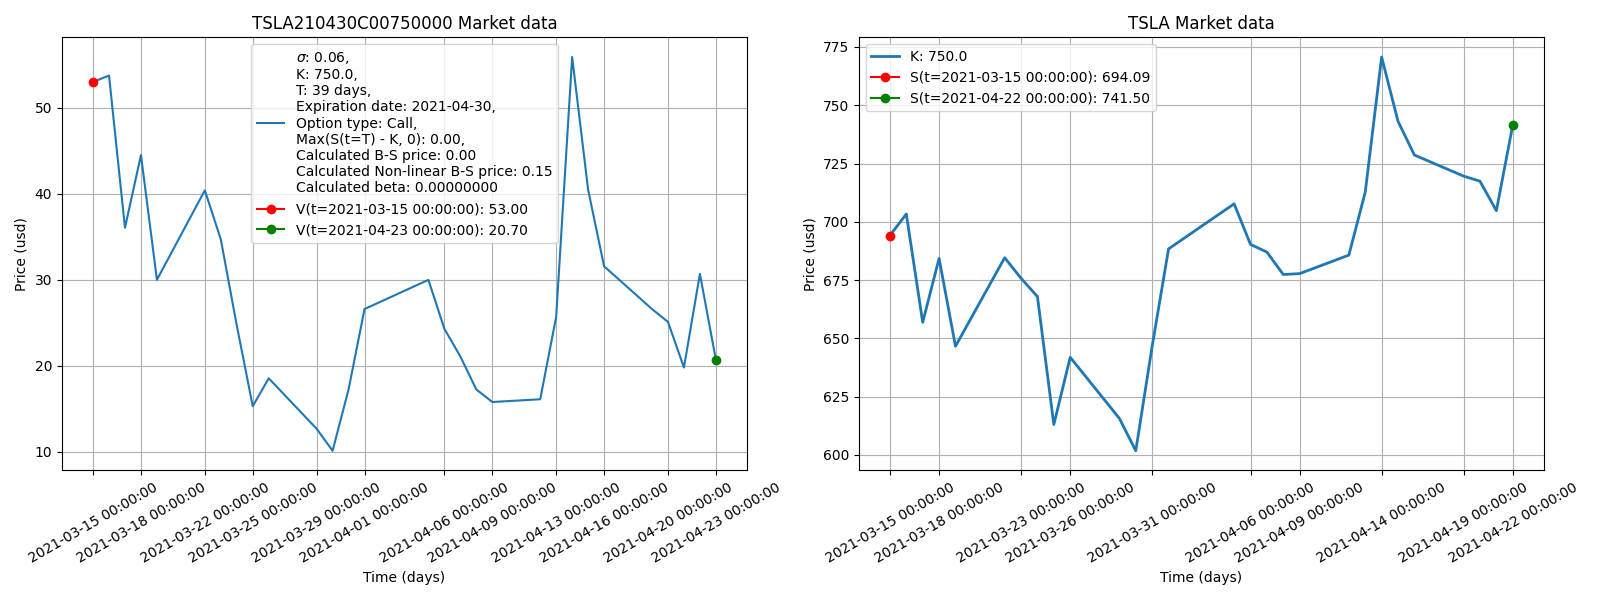 TSLA210430C00750000 Market data
σ: 0.06,
K: 750.0,
T: 39 days,
Expiration date: 2021-04-30,
Option type: Call,
Max(S(t=T) - K, 0): 0.00,
Calculated B-S price: 0.00
Calculated Non-linear B-S price: 0.15
Calculated beta: 0.00000000
V(t=2021-03-15 00:00:00): 53.00
V(t=2021-04-23 00:00:00): 20.70
Price (usd)
50
40
30
20
10
2021-03-15 00:00:00
2021-03-18 00:00:00
2021-03-22 00:00:00
2021-03-25 00:00:00
2021-03-29 00:00:00
2021-04-01 00:00:00
2021-04-06 00:00:00
2021-04-09 00:00:00
2021-04-13 00:00:00
2021-04-16 00:00:00
2021-04-20 00:00:00
2021-04-23 00:00:00
Time (days)
TSLA Market data
K: 750.0
S(t=2021-03-15 00:00:00): 694.09
S(t=2021-04-22 00:00:00): 741.50
Price (usd)
775
750
725
700
675
650
625
600
2021-03-15 00:00:00
2021-03-18 00:00:00
2021-03-23 00:00:00
2021-03-26 00:00:00
2021-03-31 00:00:00
2021-04-06 00:00:00
2021-04-09 00:00:00
2021-04-14 00:00:00
2021-04-19 00:00:00
2021-04-22 00:00:00
Time (days)